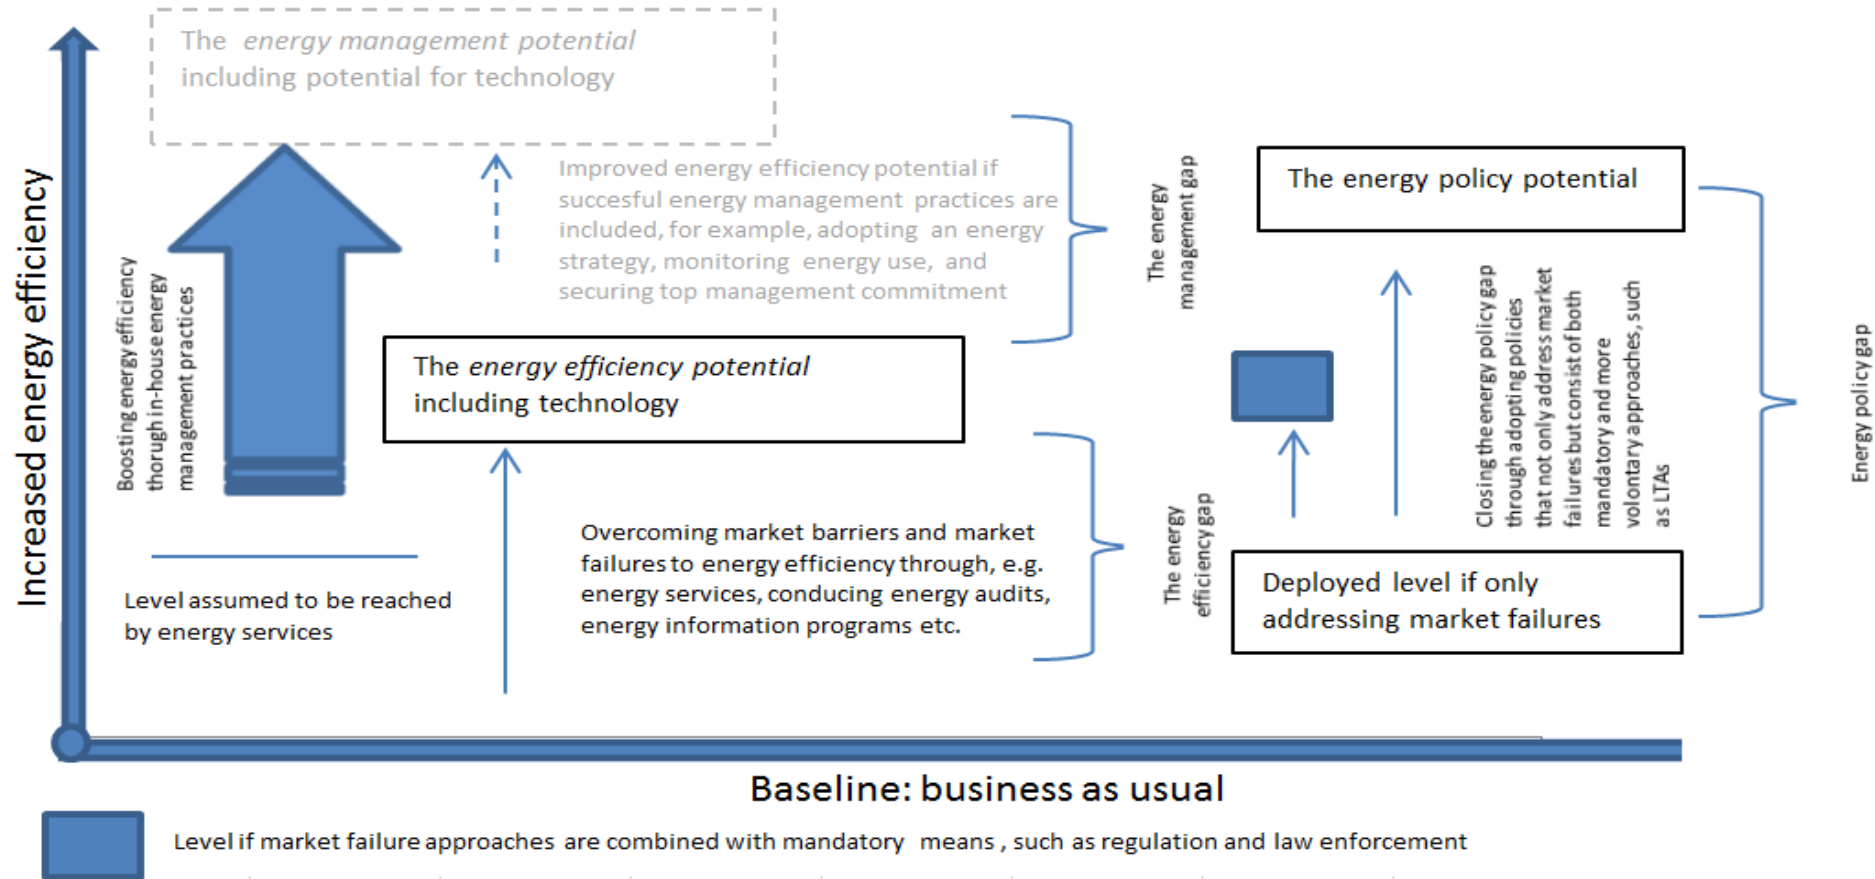 The energy management potential
including potential for technology
Increased energy efficiency
Boosting energy efficiency
thorugh in-house energy
management practices
Improved energy efficiency potential if
succesful energy management practices are
included, for example, adopting an energy
strategy, monitoring energy use, and
securing top management commitment
The energy
management gap
The energy efficiency potential
including technology
Level assumed to be reached
by energy services
Overcoming market barriers and market
failures to energy efficiency through, e.g.
energy services, conducing energy audits,
energy information programs etc.
The energy
efficiency gap
The energy policy potential
Closing the energy policy gap
through adopting policies
that not only address market
failures but consist of both
mandatory and more
volontary approaches, such
as LTAs
Deployed level if only
addressing market failures
Energy policy gap
Baseline: business as usual
Level if market failure approaches are combined with mandatory means , such as regulation and law enforcement